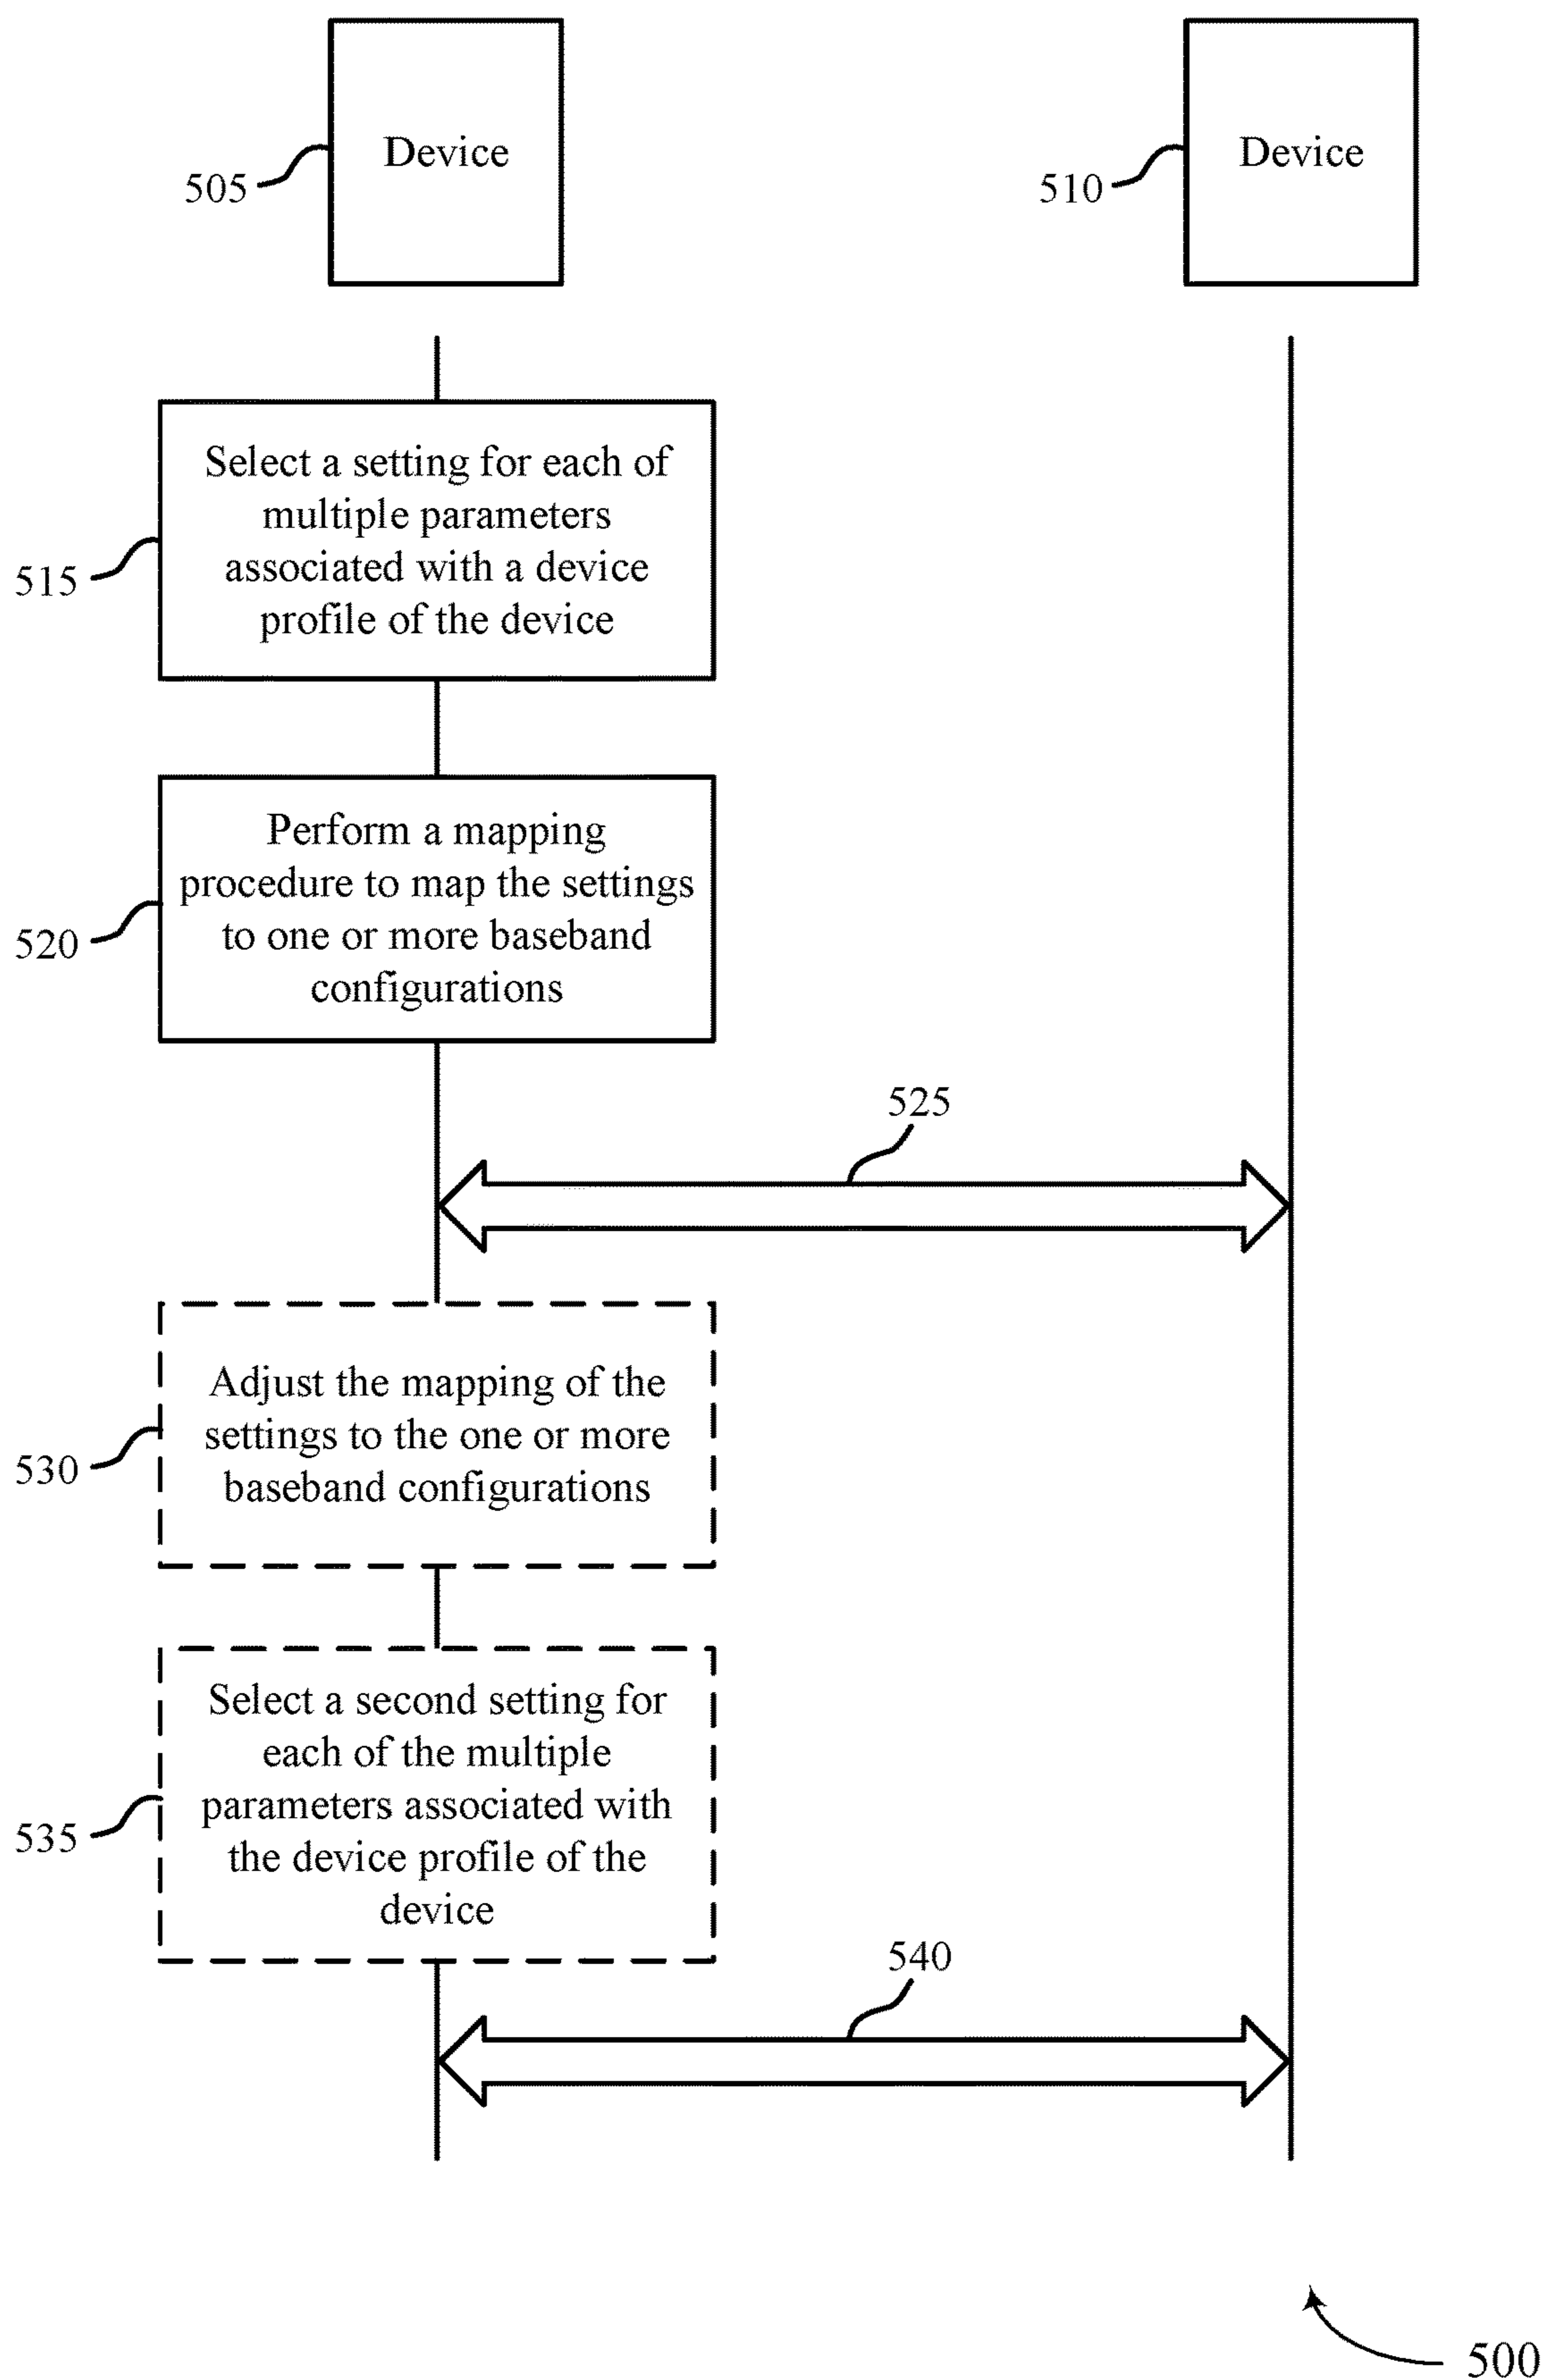 Device
505
Device
510
Select a setting for each of
multiple parameters
associated with a device
profile of the device
515
Perform a mapping
procedure to map the settings
to one or more baseband
configurations
520
525
Adjust the mapping of the
settings to the one or more
baseband configurations
530
Select a second setting for
each of the multiple
parameters associated with
the device profile of the
device
535
540
500